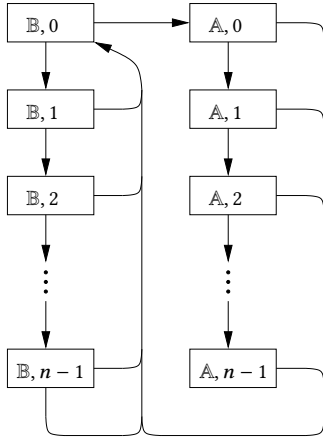 𝔹, 0
𝔸, 0
𝔹, 1
𝔸, 1
𝔹, 2
𝔸, 2
⋮
⋮
𝔹, n − 1
𝔸, n − 1